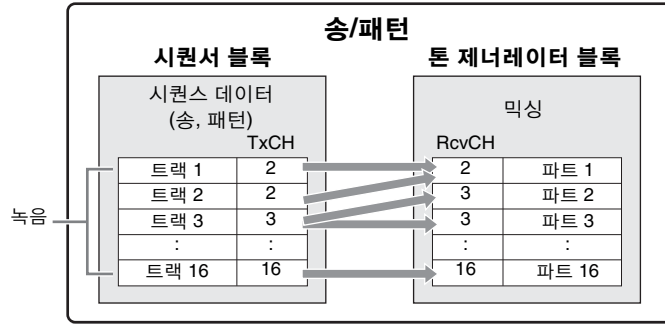 송/패턴
시퀀서 블록 톤 제너레이터 블록
시퀀스 데이터
(송, 패턴)
믹싱
TxCH RcvCH
트랙 1 2 2 파트 1
트랙 2 2 3 파트 2
트랙 3 3 3 파트 3
: : : :
트랙 16 16 16 파트 16
녹음